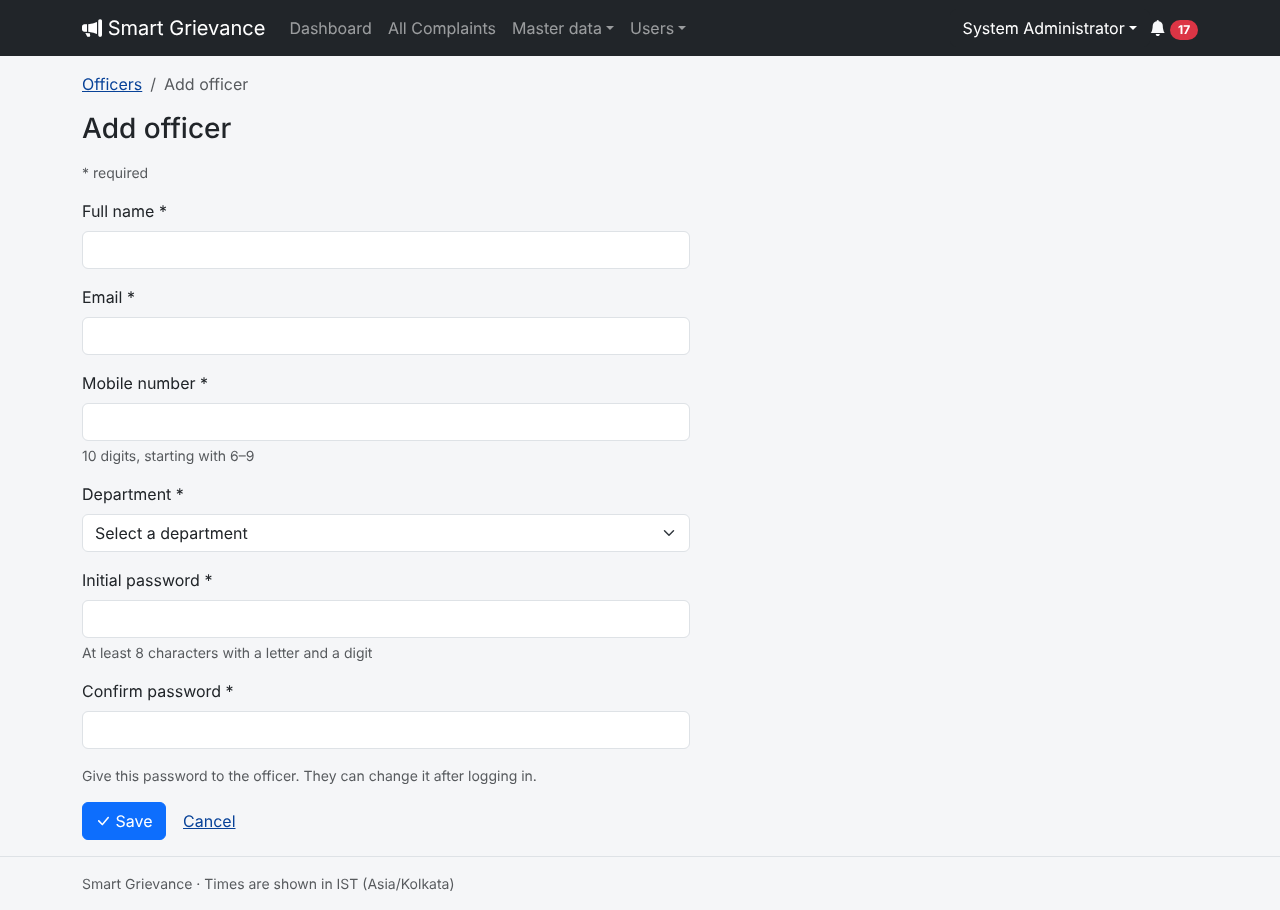 Smart Grievance Dashboard All Complaints Master data Users System Administrator 17
Officers / Add officer
Add officer
* required
Full name *
Email *
Mobile number *
10 digits, starting with 6–9
Department *
Select a department
Initial password *
At least 8 characters with a letter and a digit
Confirm password *
Give this password to the officer. They can change it after logging in.
Save Cancel
Smart Grievance · Times are shown in IST (Asia/Kolkata)